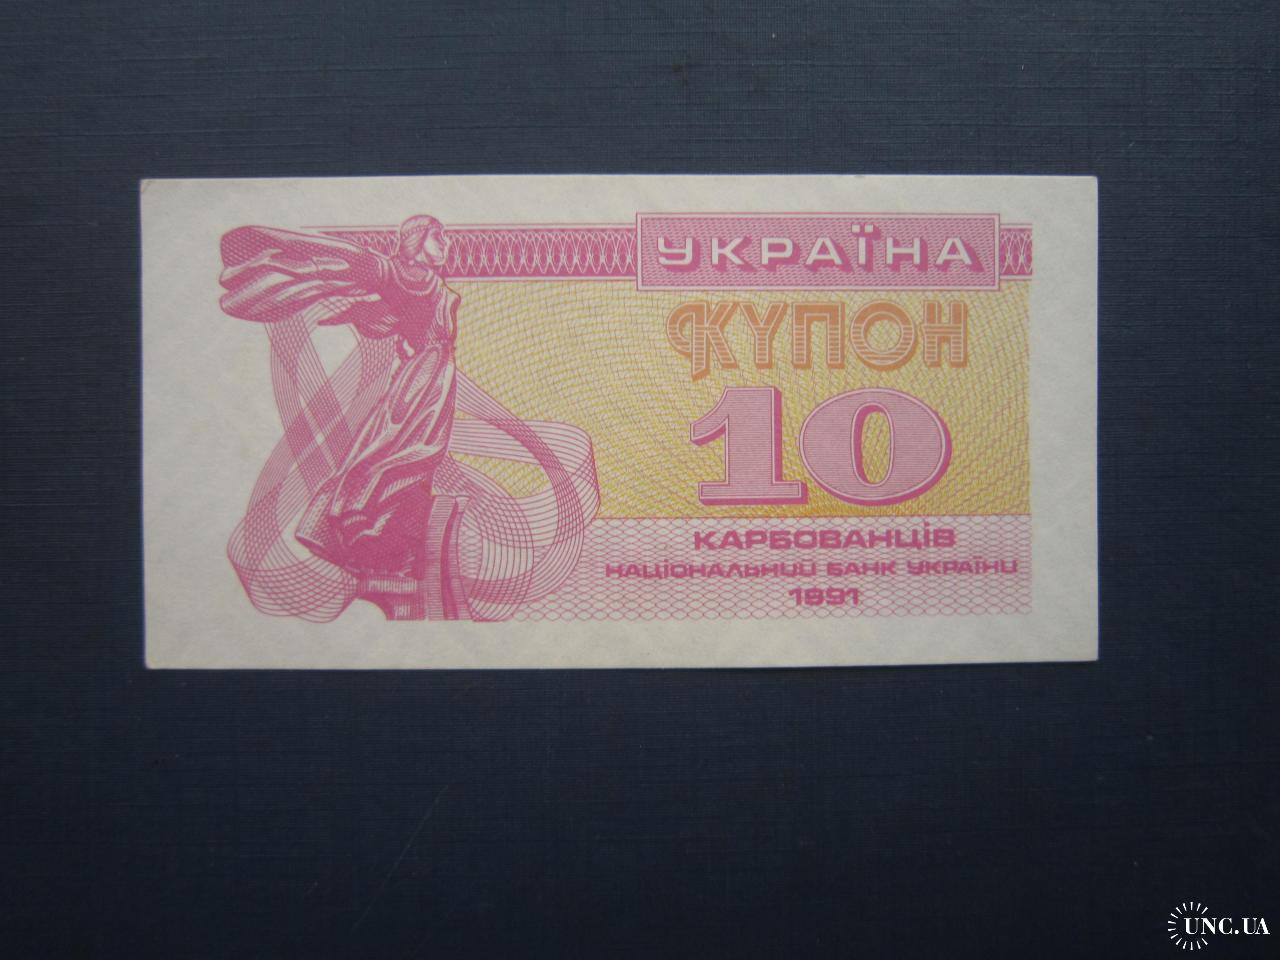 УКРАЇНА
КУПОН
10
КАРБОВАНЦІВ
НАЦІОНАЛЬНИЙ БАНК УКРАЇНИ
1991
UNC.UA